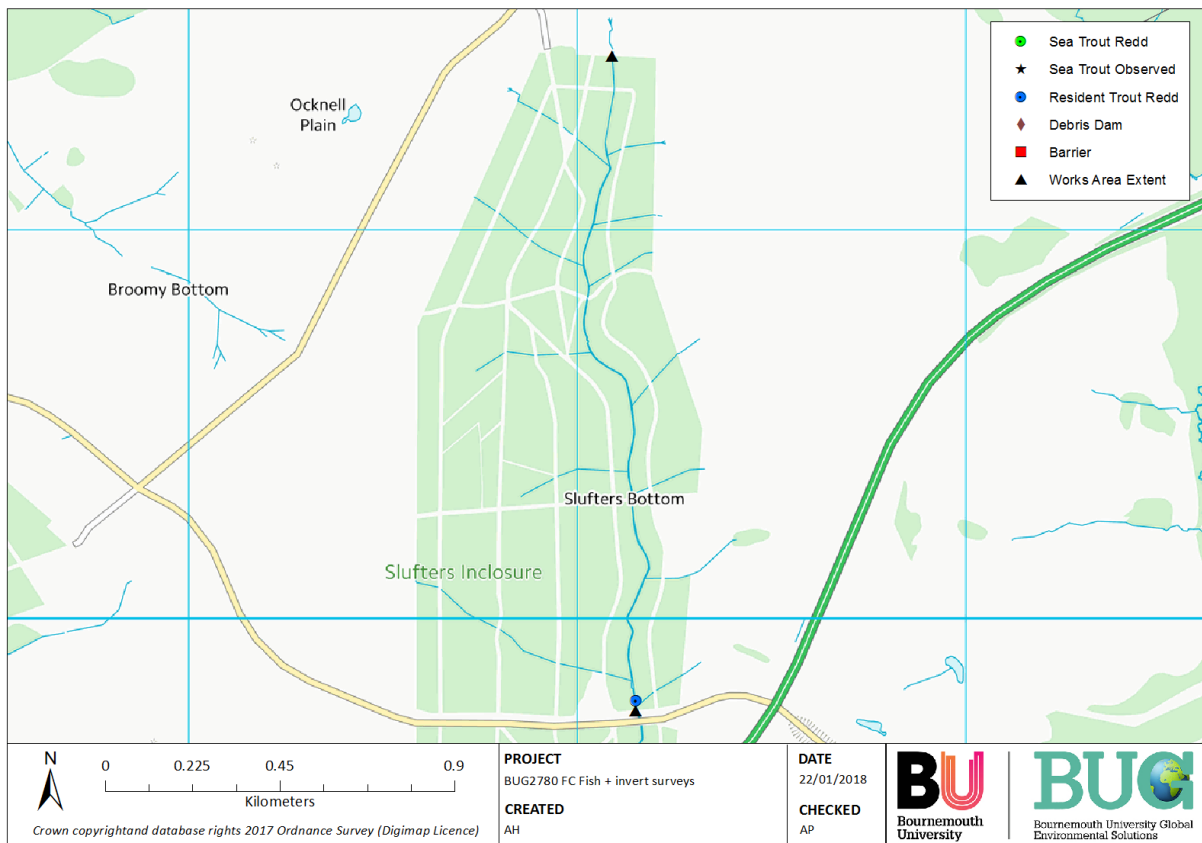 Sea Trout Redd
Sea Trout Observed
Resident Trout Redd
Debris Dam
Barrier
Works Area Extent
Ocknell
Plain
Broomy Bottom
Slufters Bottom
Slufters Inclosure
N
0 0.225 0.45 0.9
Kilometers
Crown copyrightand database rights 2017 Ordnance Survey (Digimap Licence)
PROJECT
BUG2780 FC Fish + invert surveys
CREATED
AH
DATE
22/01/2018
CHECKED
AP
BU
Bournemouth
University
BUG
Bournemouth University Global
Environmental Solutions